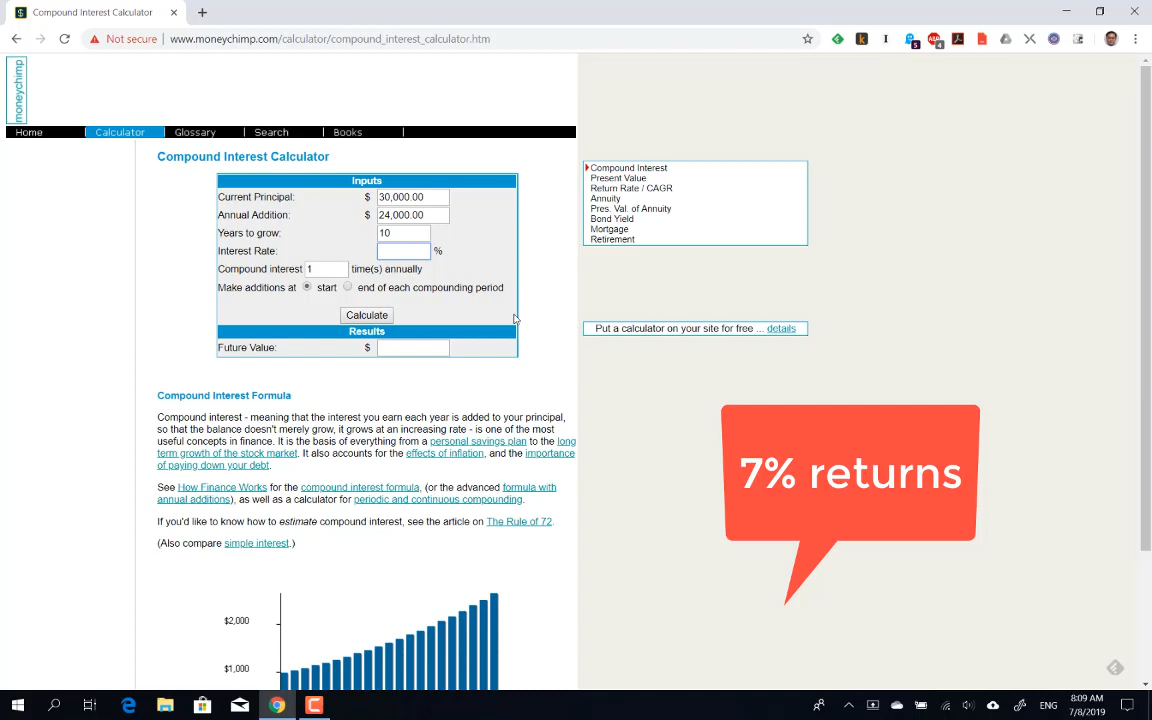 Compound Interest Calculator
Not secure
www.moneychimp.com/calculator/compound_interest_calculator.htm
5
4
moneychimp
Home
Calculator
Glossary
Search
Books
Compound Interest Calculator
Inputs
Current Principal: $ 30,000.00
Annual Addition: $ 24,000.00
Years to grow: 10
Interest Rate: %
Compound interest 1 time(s) annually
Make additions at start end of each compounding period
Calculate
Results
Future Value: $
Compound Interest
Present Value
Return Rate / CAGR
Annuity
Pres. Val. of Annuity
Bond Yield
Mortgage
Retirement
Put a calculator on your site for free ... details
Compound Interest Formula
Compound interest - meaning that the interest you earn each year is added to your principal,
so that the balance doesn't merely grow, it grows at an increasing rate - is one of the most
useful concepts in finance. It is the basis of everything from a personal savings plan to the long
term growth of the stock market. It also accounts for the effects of inflation, and the importance
of paying down your debt.
See How Finance Works for the compound interest formula, (or the advanced formula with
annual additions), as well as a calculator for periodic and continuous compounding.
If you'd like to know how to estimate compound interest, see the article on The Rule of 72.
(Also compare simple interest.)
$2,000
$1,000
7% returns
ENG
8:09 AM
7/8/2019